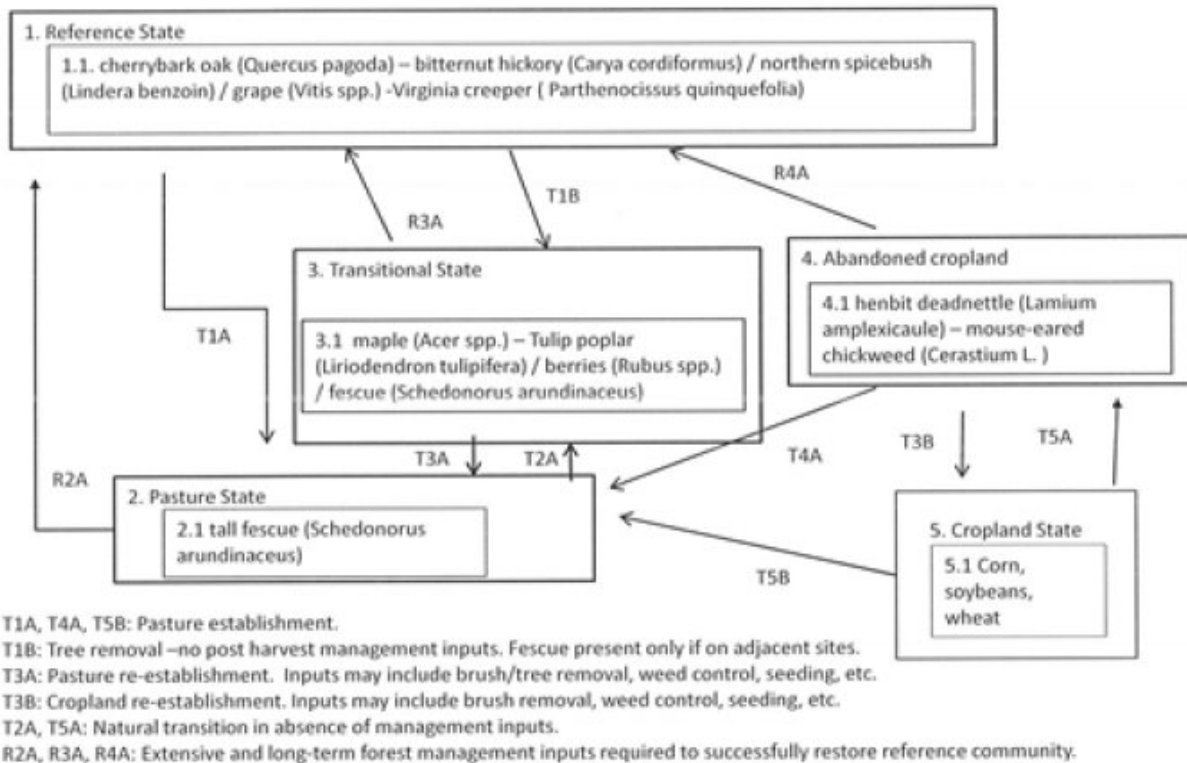 1. Reference State
1.1. cherrybark oak (Quercus pagoda) – bitternut hickory (Carya cordiformus) / northern spicebush
(Lindera benzoin) / grape (Vitis spp.) -Virginia creeper ( Parthenocissus quinquefolia)
R3A
T1B
R4A
3. Transitional State
3.1 maple (Acer spp.) – Tulip poplar
(Liriodendron tulipifera) / berries (Rubus spp.)
/ fescue (Schedonorus arundinaceus)
4. Abandoned cropland
4.1 henbit deadnettle (Lamium
amplexicaule) – mouse-eared
chickweed (Cerastium L. )
T1A
R2A
T3A
T2A
T4A
T3B
T5A
2. Pasture State
2.1 tall fescue (Schedonorus
arundinaceus)
T5B
5. Cropland State
5.1 Corn,
soybeans,
wheat
T1A, T4A, T5B: Pasture establishment.
T1B: Tree removal –no post harvest management inputs. Fescue present only if on adjacent sites.
T3A: Pasture re-establishment. Inputs may include brush/tree removal, weed control, seeding, etc.
T3B: Cropland re-establishment. Inputs may include brush removal, weed control, seeding, etc.
T2A, T5A: Natural transition in absence of management inputs.
R2A, R3A, R4A: Extensive and long-term forest management inputs required to successfully restore reference community.